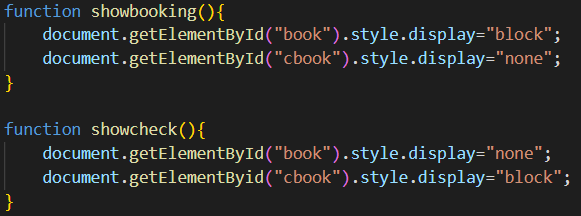 function showbooking(){
    document.getElementById("book").style.display="block";
    document.getElementById("cbook").style.display="none";
}

function showcheck(){
    document.getElementById("book").style.display="none";
    document.getElementByid("cbook").style.display="block";
}